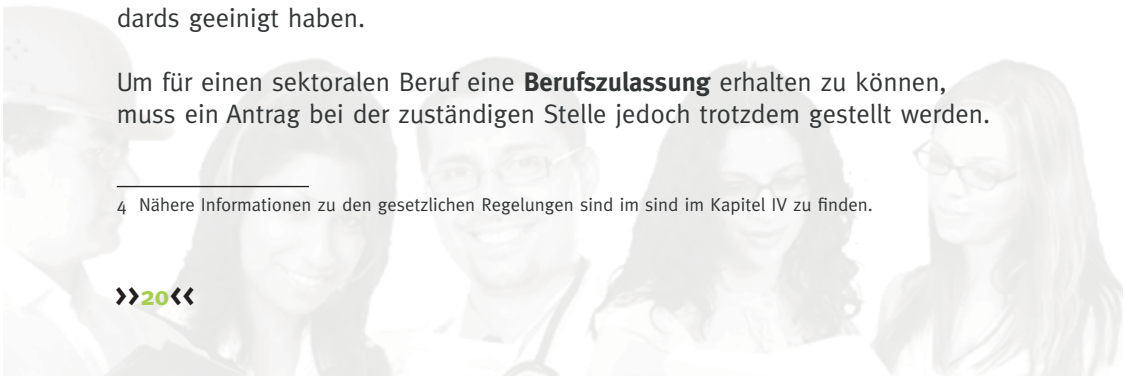 dards geeinigt haben.
Um für einen sektoralen Beruf eine Berufszulassung erhalten zu können,
muss ein Antrag bei der zuständigen Stelle jedoch trotzdem gestellt werden.
4 Nähere Informationen zu den gesetzlichen Regelungen sind im sind im Kapitel IV zu finden.
>>20<<